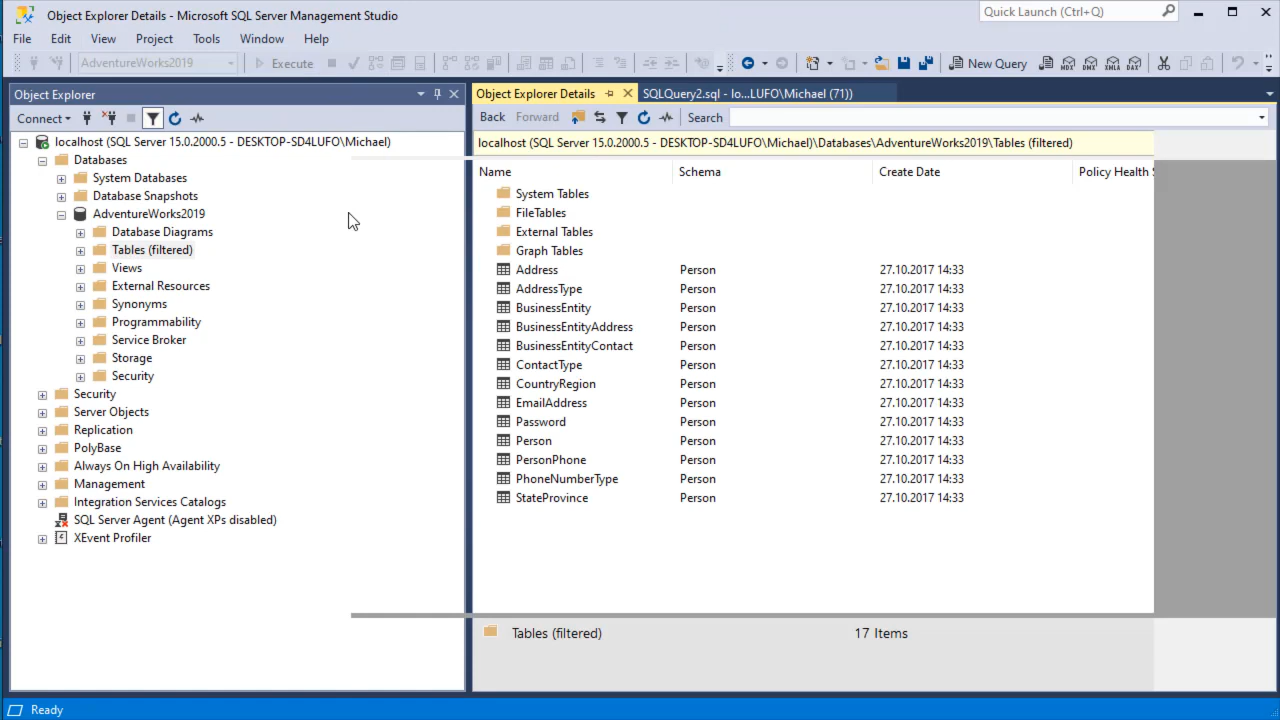 Object Explorer Details - Microsoft SQL Server Management Studio
Quick Launch (Ctrl+Q)
File Edit View Project Tools Window Help
AdventureWorks2019 Execute New Query MDX DMX XMLA DAX
Object Explorer
Object Explorer Details SQLQuery2.sql - lo...LUFO\Michael (71))
Connect
Back Forward Search
localhost (SQL Server 15.0.2000.5 - DESKTOP-SD4LUFO\Michael)
Databases
System Databases
Database Snapshots
AdventureWorks2019
Database Diagrams
Tables (filtered)
Views
External Resources
Synonyms
Programmability
Service Broker
Storage
Security
Security
Server Objects
Replication
PolyBase
Always On High Availability
Management
Integration Services Catalogs
SQL Server Agent (Agent XPs disabled)
XEvent Profiler
localhost (SQL Server 15.0.2000.5 - DESKTOP-SD4LUFO\Michael)\Databases\AdventureWorks2019\Tables (filtered)
Name Schema Create Date Policy Health S
System Tables
FileTables
External Tables
Graph Tables
Address Person 27.10.2017 14:33
AddressType Person 27.10.2017 14:33
BusinessEntity Person 27.10.2017 14:33
BusinessEntityAddress Person 27.10.2017 14:33
BusinessEntityContact Person 27.10.2017 14:33
ContactType Person 27.10.2017 14:33
CountryRegion Person 27.10.2017 14:33
EmailAddress Person 27.10.2017 14:33
Password Person 27.10.2017 14:33
Person Person 27.10.2017 14:33
PersonPhone Person 27.10.2017 14:33
PhoneNumberType Person 27.10.2017 14:33
StateProvince Person 27.10.2017 14:33
Tables (filtered) 17 Items
Ready